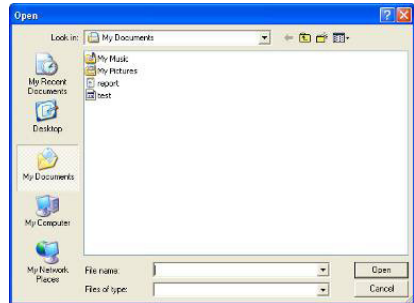 Open
Look in:
My Documents
My Recent
Documents
Desktop
My Documents
My Computer
My Network
Places
My Music
My Pictures
report
test
File name:
Open
Files of type:
Cancel